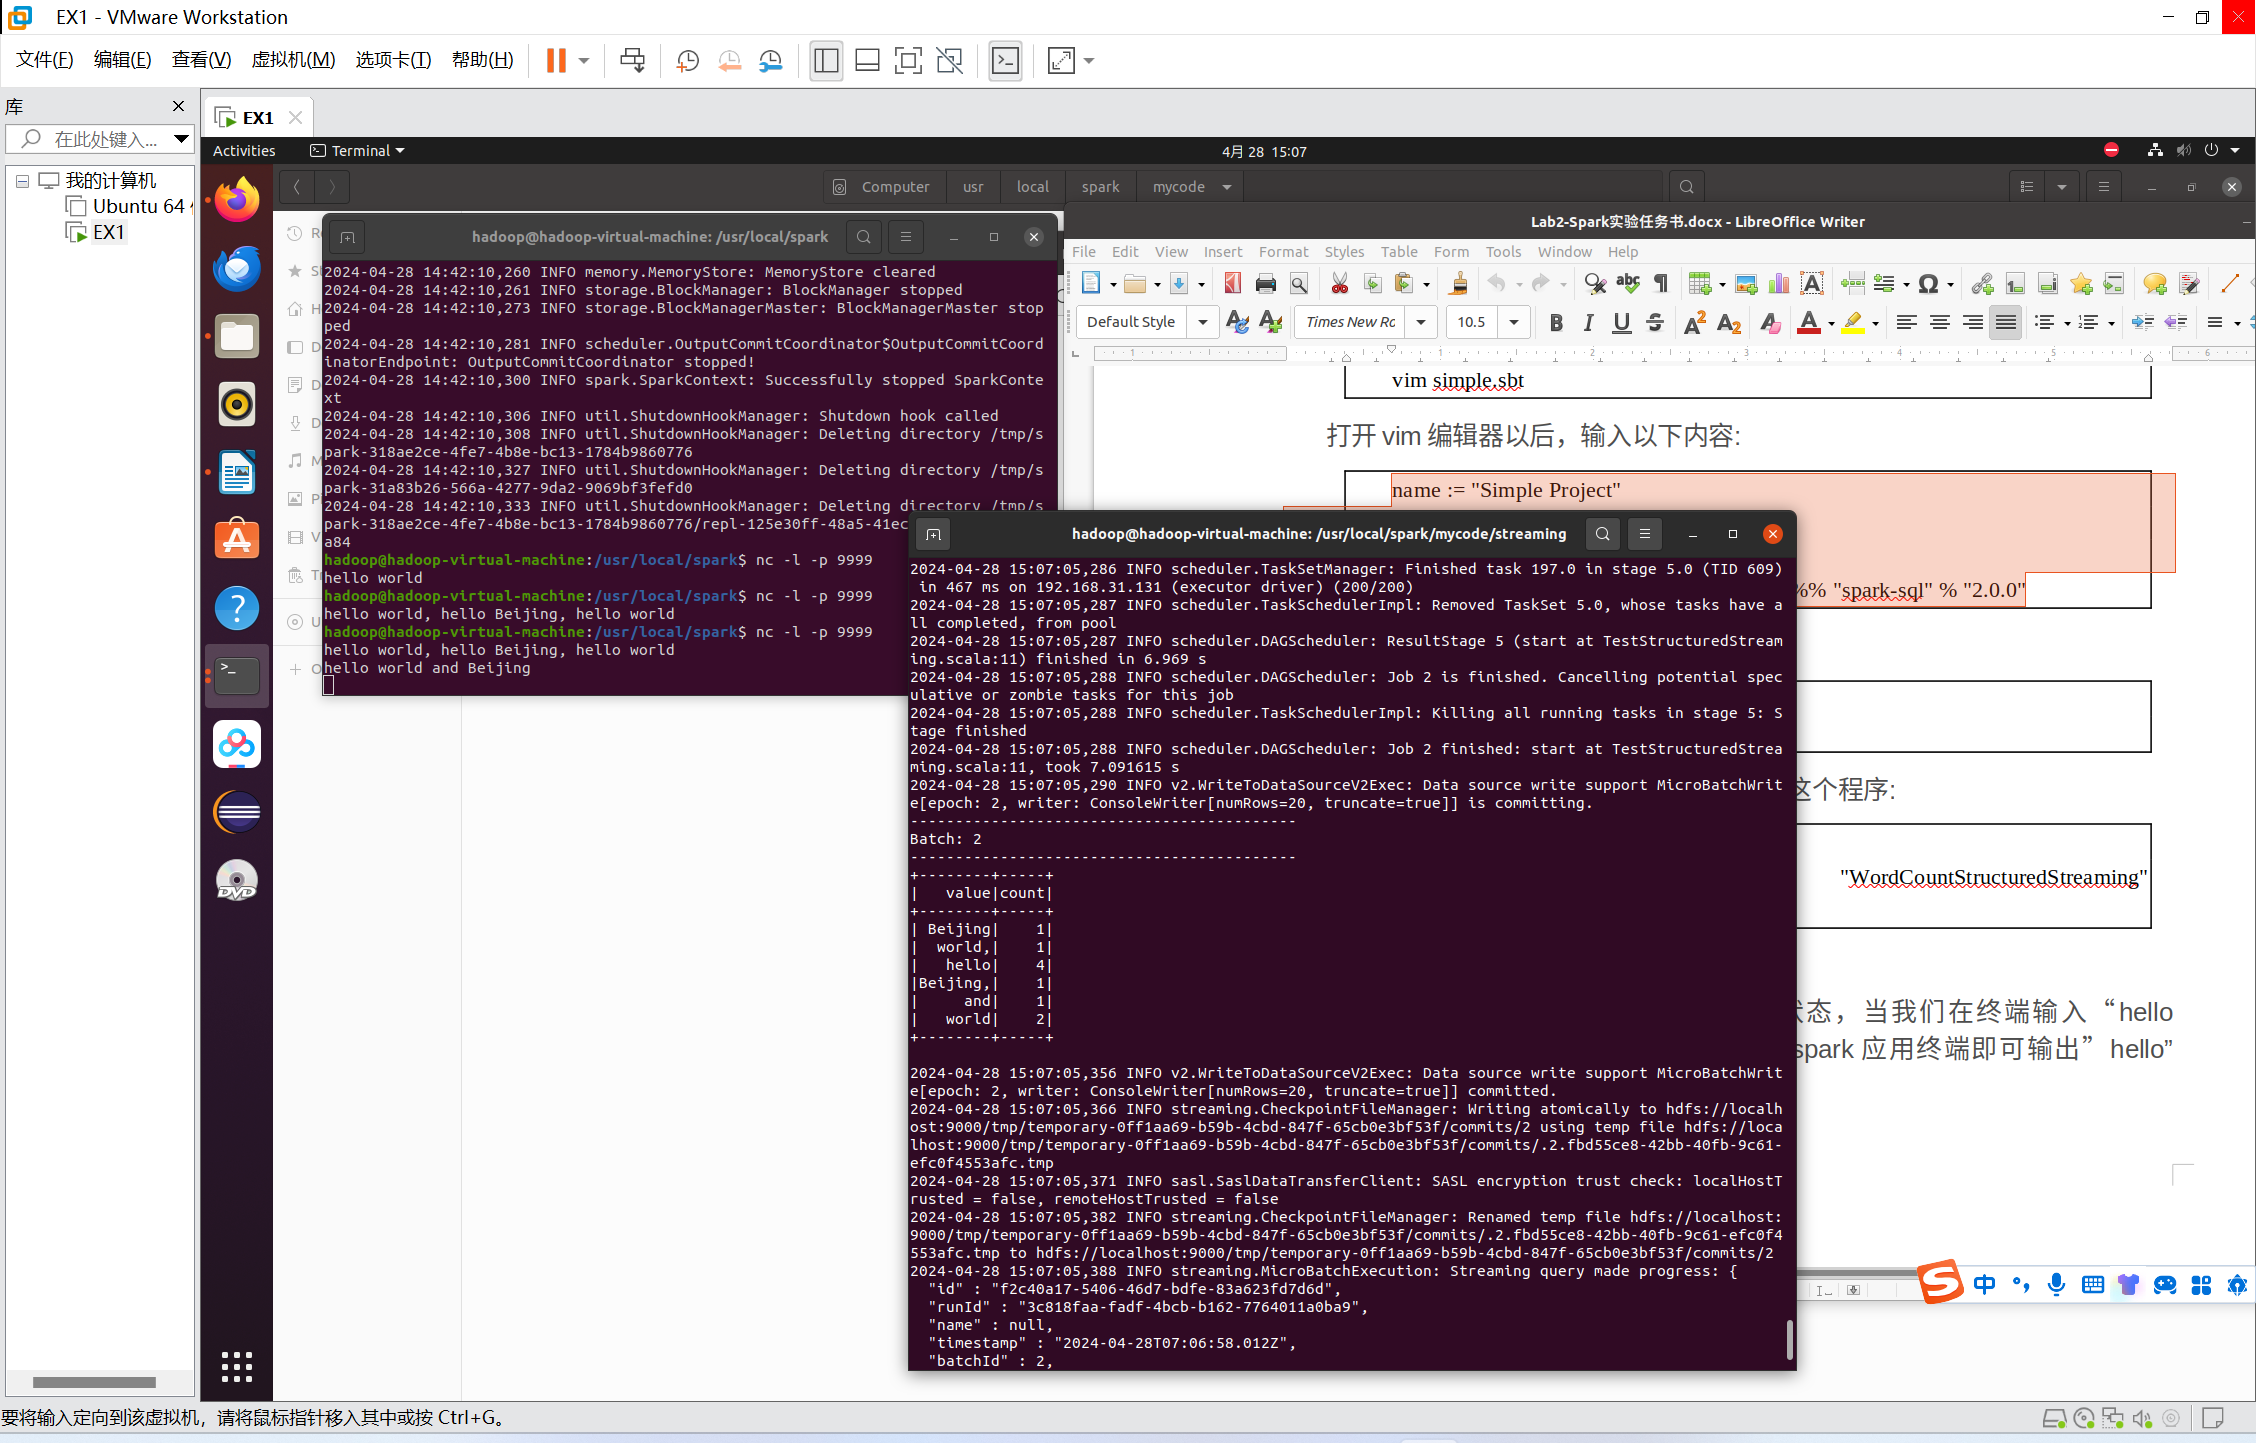 EX1 - VMware Workstation
文件(F) 编辑(E) 查看(V) 虚拟机(M) 选项卡(T) 帮助(H)
库
在此处键入...
我的计算机
Ubuntu 64
EX1
EX1
Activities
Terminal
4月 28 15:07
Computer usr local spark mycode
hadoop@hadoop-virtual-machine: /usr/local/spark
2024-04-28 14:42:10,260 INFO memory.MemoryStore: MemoryStore cleared
2024-04-28 14:42:10,261 INFO storage.BlockManager: BlockManager stopped
2024-04-28 14:42:10,273 INFO storage.BlockManagerMaster: BlockManagerMaster stop
ped
2024-04-28 14:42:10,281 INFO scheduler.OutputCommitCoordinator$OutputCommitCoord
inatorEndpoint: OutputCommitCoordinator stopped!
2024-04-28 14:42:10,300 INFO spark.SparkContext: Successfully stopped SparkConte
xt
2024-04-28 14:42:10,306 INFO util.ShutdownHookManager: Shutdown hook called
2024-04-28 14:42:10,308 INFO util.ShutdownHookManager: Deleting directory /tmp/s
park-318ae2ce-4fe7-4b8e-bc13-1784b9860776
2024-04-28 14:42:10,327 INFO util.ShutdownHookManager: Deleting directory /tmp/s
park-31a83b26-566a-4277-9da2-9069bf3fefd0
2024-04-28 14:42:10,333 INFO util.ShutdownHookManager: Deleting directory /tmp/s
park-318ae2ce-4fe7-4b8e-bc13-1784b9860776/repl-125e30ff-48a5-41ec
a84
hadoop@hadoop-virtual-machine:/usr/local/spark$ nc -l -p 9999
hello world
hadoop@hadoop-virtual-machine:/usr/local/spark$ nc -l -p 9999
hello world, hello Beijing, hello world
hadoop@hadoop-virtual-machine:/usr/local/spark$ nc -l -p 9999
hello world, hello Beijing, hello world
hello world and Beijing
Lab2-Spark实验任务书.docx - LibreOffice Writer
File Edit View Insert Format Styles Table Form Tools Window Help
Default Style
Times New Ro
10.5
vim simple.sbt
打开 vim 编辑器以后，输入以下内容:
name := "Simple Project"
%% "spark-sql" % "2.0.0"
这个程序:
"WordCountStructuredStreaming"
状态，当我们在终端输入“hello
spark 应用终端即可输出” hello”
hadoop@hadoop-virtual-machine: /usr/local/spark/mycode/streaming
2024-04-28 15:07:05,286 INFO scheduler.TaskSetManager: Finished task 197.0 in stage 5.0 (TID 609)
in 467 ms on 192.168.31.131 (executor driver) (200/200)
2024-04-28 15:07:05,287 INFO scheduler.TaskSchedulerImpl: Removed TaskSet 5.0, whose tasks have a
ll completed, from pool
2024-04-28 15:07:05,287 INFO scheduler.DAGScheduler: ResultStage 5 (start at TestStructuredStream
ing.scala:11) finished in 6.969 s
2024-04-28 15:07:05,288 INFO scheduler.DAGScheduler: Job 2 is finished. Cancelling potential spec
ulative or zombie tasks for this job
2024-04-28 15:07:05,288 INFO scheduler.TaskSchedulerImpl: Killing all running tasks in stage 5: S
tage finished
2024-04-28 15:07:05,288 INFO scheduler.DAGScheduler: Job 2 finished: start at TestStructuredStrea
ming.scala:11, took 7.091615 s
2024-04-28 15:07:05,290 INFO v2.WriteToDataSourceV2Exec: Data source write support MicroBatchWrit
e[epoch: 2, writer: ConsoleWriter[numRows=20, truncate=true]] is committing.
-------------------------------------------
Batch: 2
-------------------------------------------
+--------+-----+
|   value|count|
+--------+-----+
| Beijing|    1|
|  world,|    1|
|   hello|    4|
|Beijing,|    1|
|     and|    1|
|   world|    2|
+--------+-----+
2024-04-28 15:07:05,356 INFO v2.WriteToDataSourceV2Exec: Data source write support MicroBatchWrit
e[epoch: 2, writer: ConsoleWriter[numRows=20, truncate=true]] committed.
2024-04-28 15:07:05,366 INFO streaming.CheckpointFileManager: Writing atomically to hdfs://localh
ost:9000/tmp/temporary-0ff1aa69-b59b-4cbd-847f-65cb0e3bf53f/commits/2 using temp file hdfs://loca
lhost:9000/tmp/temporary-0ff1aa69-b59b-4cbd-847f-65cb0e3bf53f/commits/.2.fbd55ce8-42bb-40fb-9c61-
efc0f4553afc.tmp
2024-04-28 15:07:05,371 INFO sasl.SaslDataTransferClient: SASL encryption trust check: localHostT
rusted = false, remoteHostTrusted = false
2024-04-28 15:07:05,382 INFO streaming.CheckpointFileManager: Renamed temp file hdfs://localhost:
9000/tmp/temporary-0ff1aa69-b59b-4cbd-847f-65cb0e3bf53f/commits/.2.fbd55ce8-42bb-40fb-9c61-efc0f4
553afc.tmp to hdfs://localhost:9000/tmp/temporary-0ff1aa69-b59b-4cbd-847f-65cb0e3bf53f/commits/2
2024-04-28 15:07:05,388 INFO streaming.MicroBatchExecution: Streaming query made progress: {
"id" : "f2c40a17-5406-46d7-bdfe-83a623fd7d6d",
"runId" : "3c818faa-fadf-4bcb-b162-7764011a0ba9",
"name" : null,
"timestamp" : "2024-04-28T07:06:58.012Z",
"batchId" : 2,
中
要将输入定向到该虚拟机，请将鼠标指针移入其中或按 Ctrl+G。